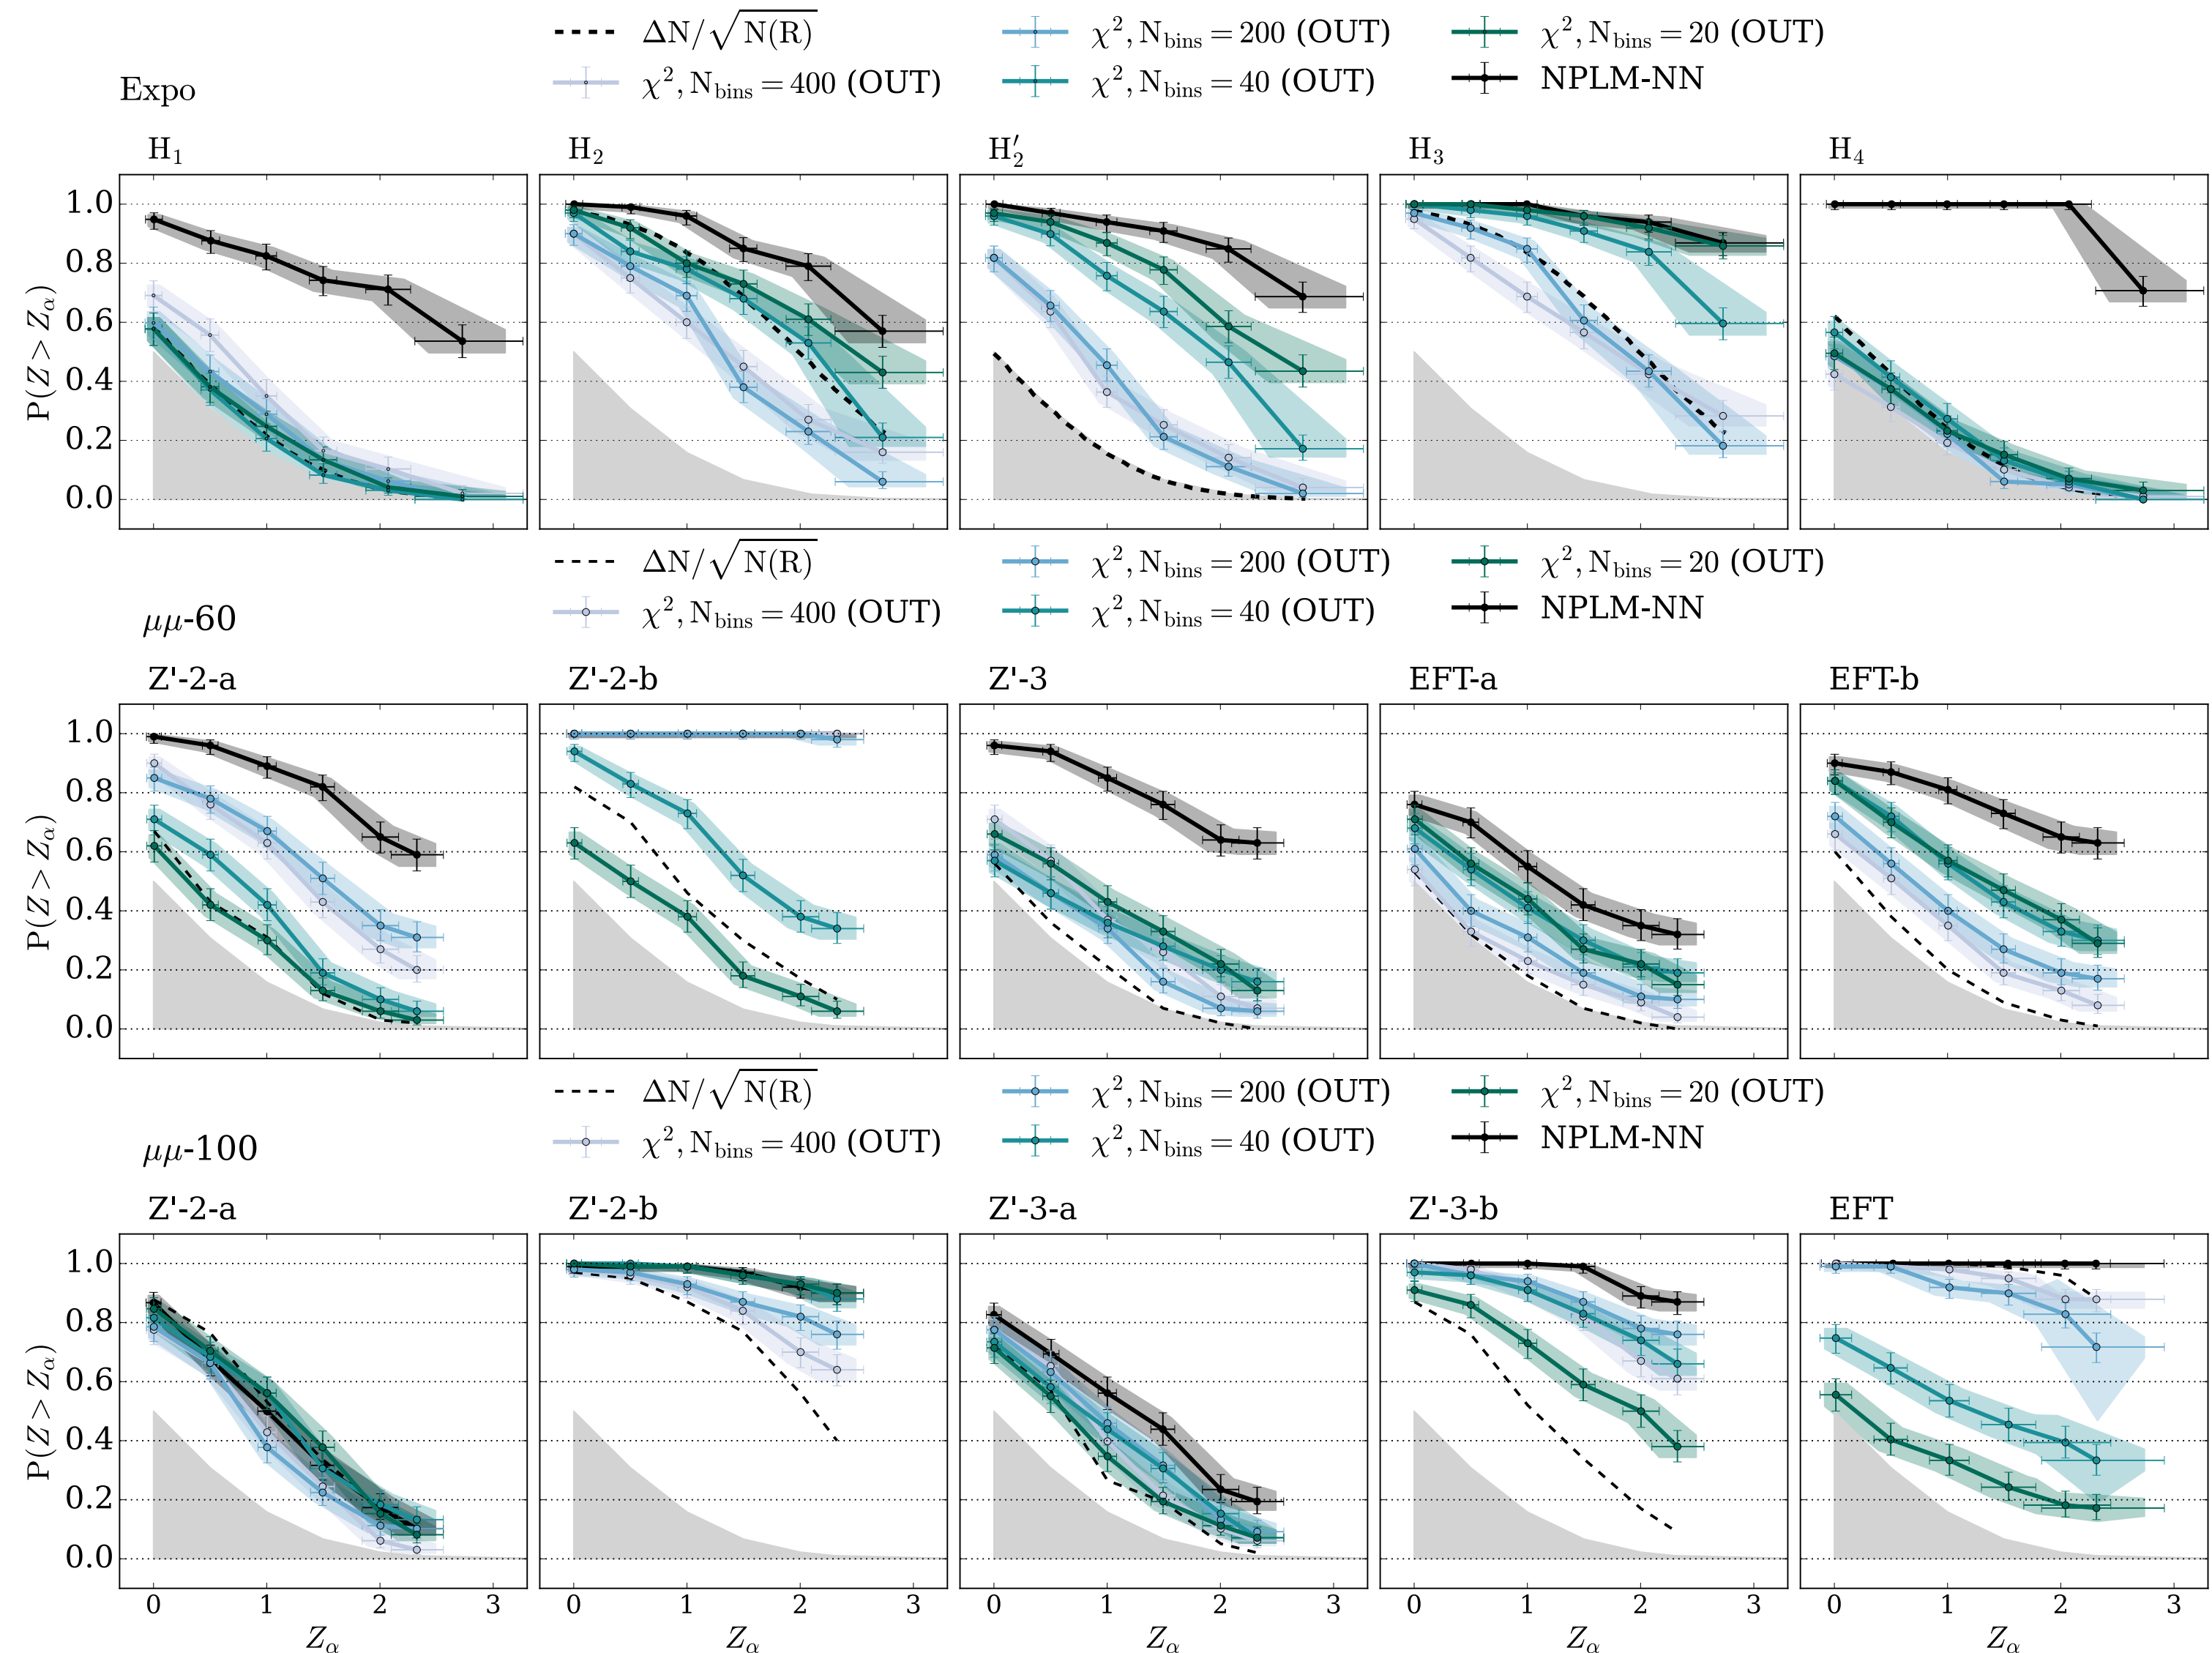 ΔN/√N(R) χ², N_bins = 200 (OUT) χ², N_bins = 20 (OUT)
χ², N_bins = 400 (OUT) χ², N_bins = 40 (OUT) NPLM-NN
Expo
H₁ H₂ H₂′ H₃ H₄
1.0
0.8
0.6
0.4
0.2
0.0
P(Z > Z_α)
ΔN/√N(R) χ², N_bins = 200 (OUT) χ², N_bins = 20 (OUT)
χ², N_bins = 400 (OUT) χ², N_bins = 40 (OUT) NPLM-NN
μμ-60
Z'-2-a Z'-2-b Z'-3 EFT-a EFT-b
1.0
0.8
0.6
0.4
0.2
0.0
P(Z > Z_α)
ΔN/√N(R) χ², N_bins = 200 (OUT) χ², N_bins = 20 (OUT)
χ², N_bins = 400 (OUT) χ², N_bins = 40 (OUT) NPLM-NN
μμ-100
Z'-2-a Z'-2-b Z'-3-a Z'-3-b EFT
1.0
0.8
0.6
0.4
0.2
0.0
P(Z > Z_α)
0 1 2 3 0 1 2 3 0 1 2 3 0 1 2 3 0 1 2 3
Z_α Z_α Z_α Z_α Z_α